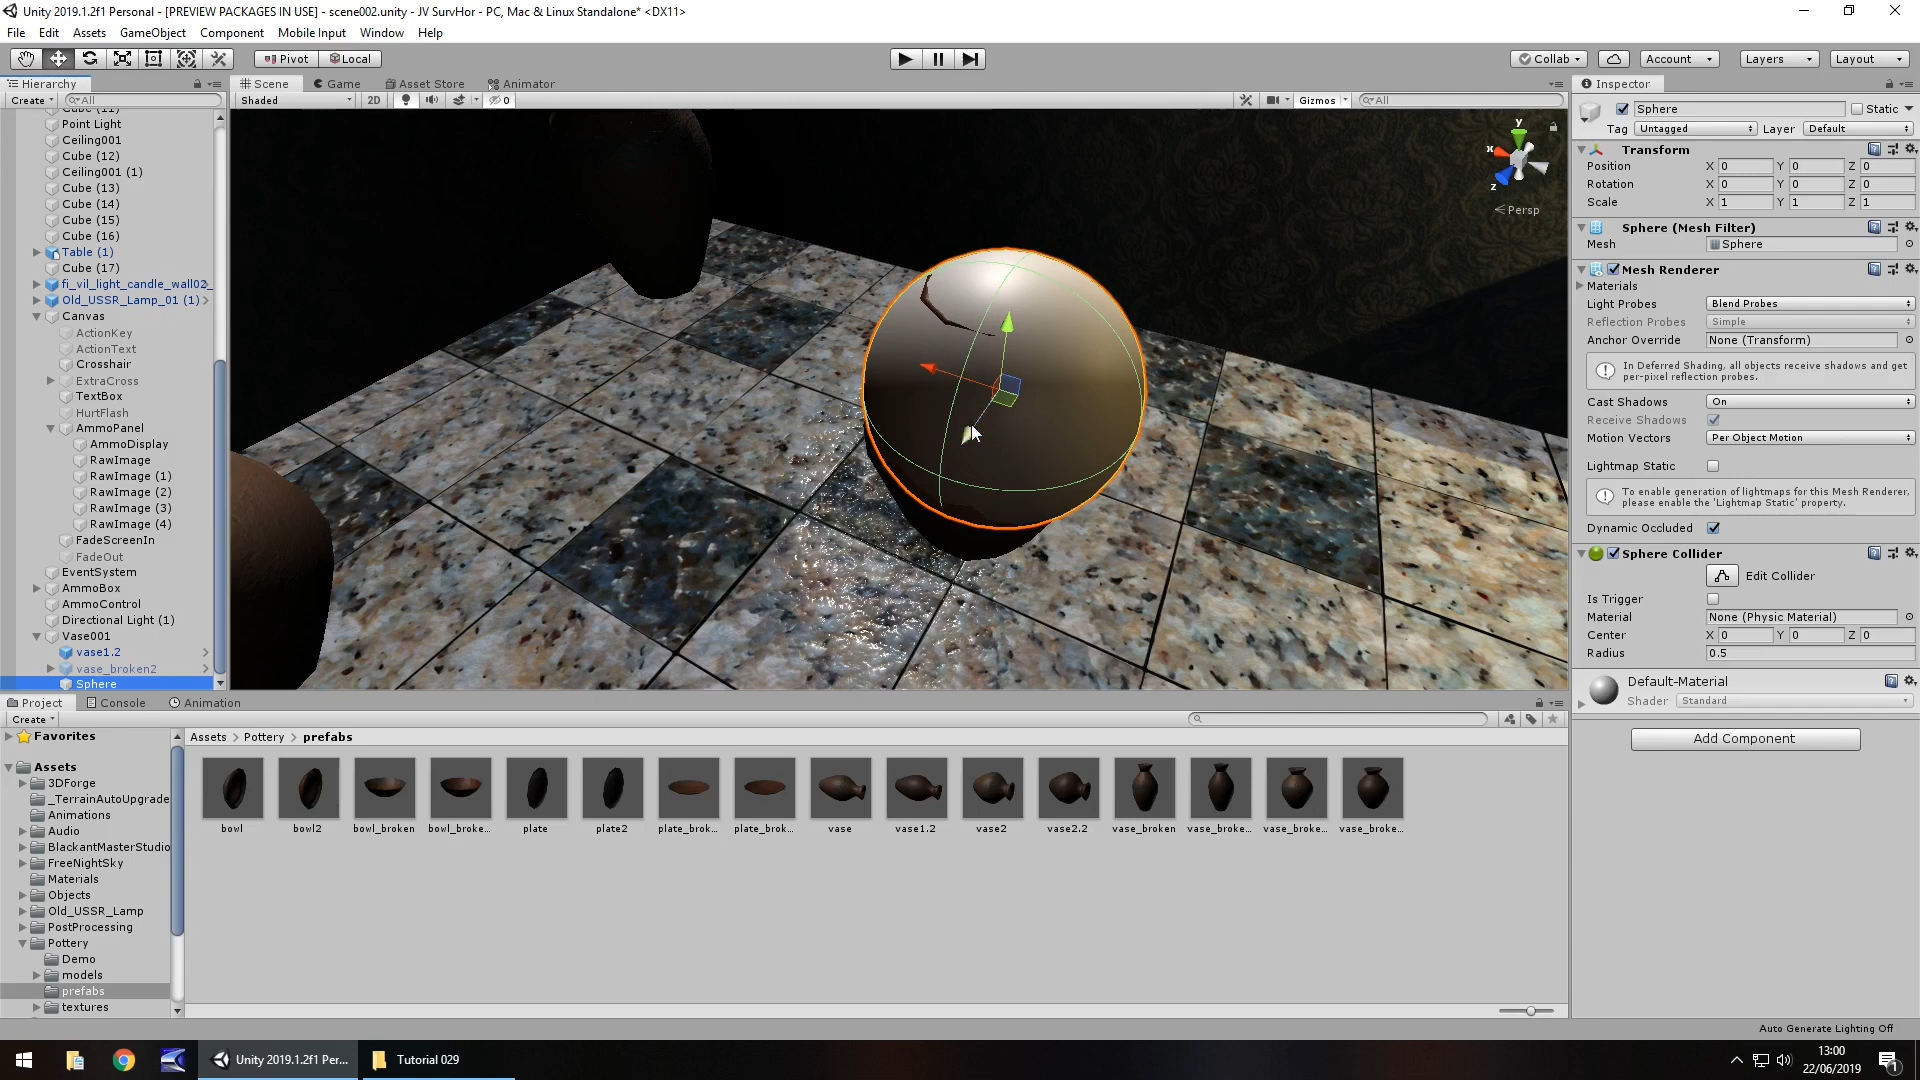 Unity 2019.1.2f1 Personal - [PREVIEW PACKAGES IN USE] - scene002.unity - JV SurvHor - PC, Mac & Linux Standalone* <DX11>
File Edit Assets GameObject Component Mobile Input Window Help
Pivot Local Collab Account Layers Layout
Hierarchy Scene Game Asset Store Animator Inspector
Create All Shaded 2D 0 Gizmos All
Cube (11)
Point Light
Ceiling001
Cube (12)
Ceiling001 (1)
Cube (13)
Cube (14)
Cube (15)
Cube (16)
Table (1)
Cube (17)
fi_vil_light_candle_wall02_
Old_USSR_Lamp_01 (1)
Canvas
ActionKey
ActionText
Crosshair
ExtraCross
TextBox
HurtFlash
AmmoPanel
AmmoDisplay
RawImage
RawImage (1)
RawImage (2)
RawImage (3)
RawImage (4)
FadeScreenIn
FadeOut
EventSystem
AmmoBox
AmmoControl
Directional Light (1)
Vase001
vase1.2
vase_broken2
Sphere
y
x
z
Persp
Sphere Static
Tag Untagged Layer Default
Transform
Position X 0 Y 0 Z 0
Rotation X 0 Y 0 Z 0
Scale X 1 Y 1 Z 1
Sphere (Mesh Filter)
Mesh Sphere
Mesh Renderer
Materials
Light Probes Blend Probes
Reflection Probes Simple
Anchor Override None (Transform)
In Deferred Shading, all objects receive shadows and get
per-pixel reflection probes.
Cast Shadows On
Receive Shadows
Motion Vectors Per Object Motion
Lightmap Static
To enable generation of lightmaps for this Mesh Renderer,
please enable the 'Lightmap Static' property.
Dynamic Occluded
Sphere Collider
Edit Collider
Is Trigger
Material None (Physic Material)
Center X 0 Y 0 Z 0
Radius 0.5
Default-Material
Shader Standard
Add Component
Project Console Animation
Create
Favorites
Assets
3DForge
_TerrainAutoUpgrade
Animations
Audio
BlackantMasterStudio
FreeNightSky
Materials
Objects
Old_USSR_Lamp
PostProcessing
Pottery
Demo
models
prefabs
textures
Assets > Pottery > prefabs
bowl bowl2 bowl_broken bowl_broke... plate plate2 plate_brok... plate_brok... vase vase1.2 vase2 vase2.2 vase_broken vase_broke... vase_broke... vase_broke...
Auto Generate Lighting Off
Unity 2019.1.2f1 Per... Tutorial 029
13:00
22/06/2019
1